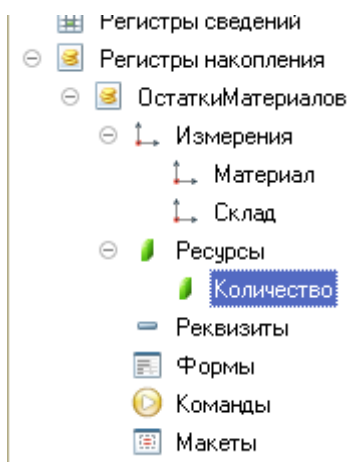 Регистры сведений
Регистры накопления
ОстаткиМатериалов
Измерения
Материал
Склад
Ресурсы
Количество
Реквизиты
Формы
Команды
Макеты